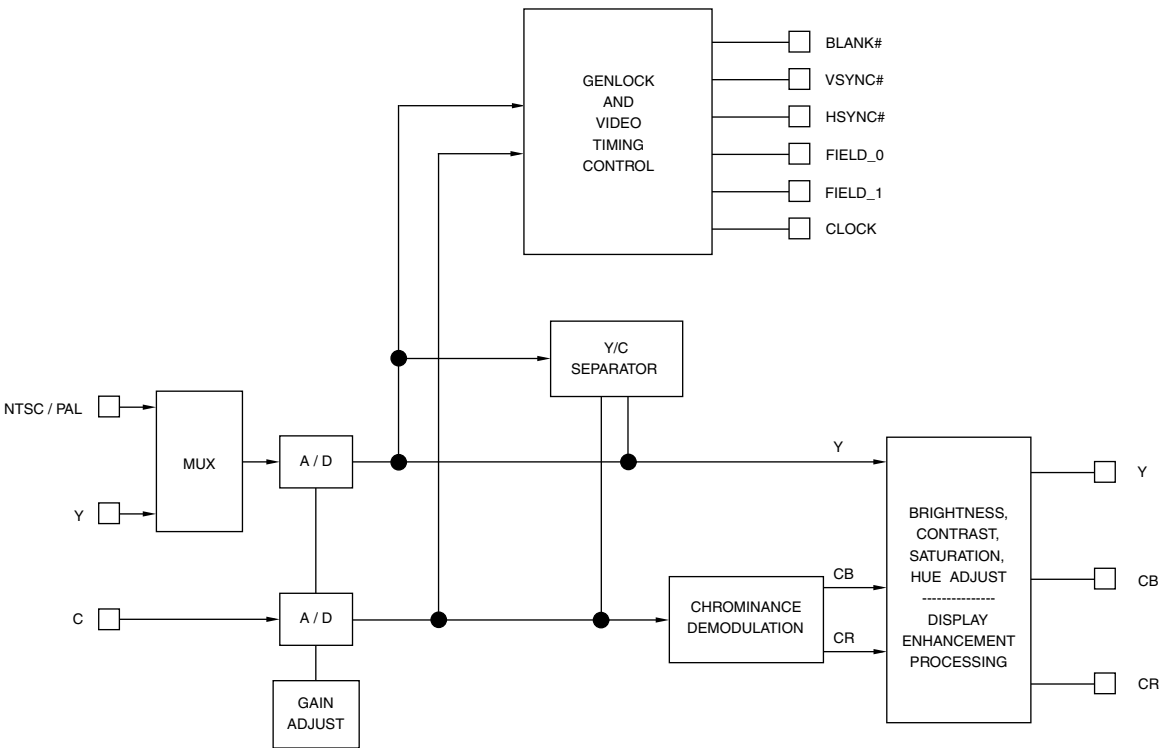 GENLOCK
AND
VIDEO
TIMING
CONTROL
BLANK#
VSYNC#
HSYNC#
FIELD_0
FIELD_1
CLOCK
Y/C
SEPARATOR
NTSC / PAL
Y
MUX
A / D
Y
C
A / D
GAIN
ADJUST
CHROMINANCE
DEMODULATION
CB
CR
BRIGHTNESS,
CONTRAST,
SATURATION,
HUE ADJUST
---------------
DISPLAY
ENHANCEMENT
PROCESSING
Y
CB
CR